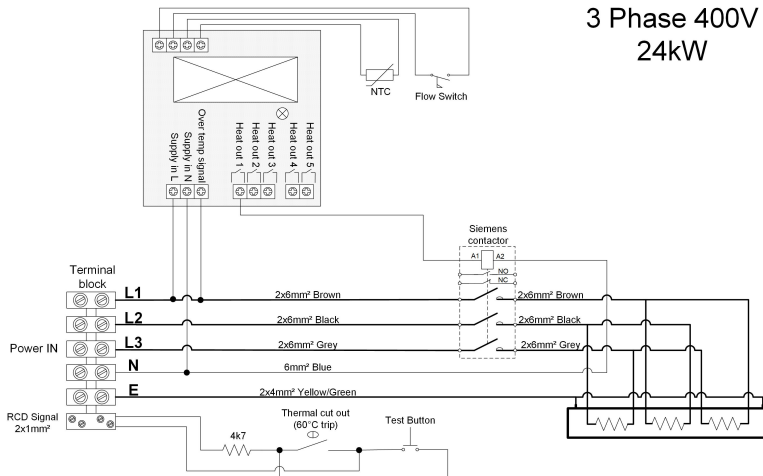 3 Phase 400V
24kW
NTC
Flow Switch
Supply in L
Supply in N
Over temp signal
Heat out 1
Heat out 2
Heat out 3
Heat out 4
Heat out 5
Siemens
contactor
A1
A2
NO
NC
Terminal
block
L1
2x6mm² Brown
2x6mm² Brown
L2
2x6mm² Black
2x6mm² Black
Power IN
L3
2x6mm² Grey
2x6mm² Grey
N
6mm² Blue
E
2x4mm² Yellow/Green
RCD Signal
2x1mm²
4k7
Thermal cut out
(60°C trip)
Test Button